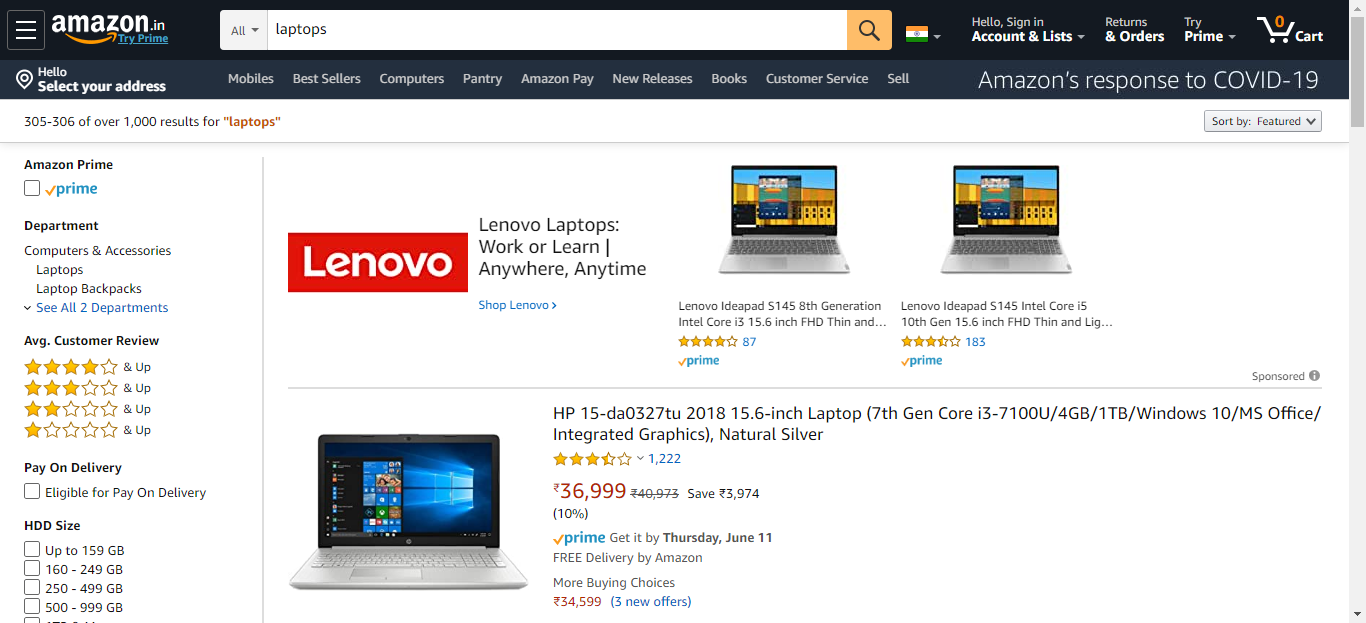 amazon.in
Try Prime
All
laptops
Hello, Sign in
Account & Lists
Returns
& Orders
Try
Prime
0
Cart
Hello
Select your address
Mobiles
Best Sellers
Computers
Pantry
Amazon Pay
New Releases
Books
Customer Service
Sell
Amazon's response to COVID-19
305-306 of over 1,000 results for "laptops"
Sort by: Featured
Amazon Prime
prime
Department
Computers & Accessories
Laptops
Laptop Backpacks
See All 2 Departments
Avg. Customer Review
& Up
& Up
& Up
& Up
Pay On Delivery
Eligible for Pay On Delivery
HDD Size
Up to 159 GB
160 - 249 GB
250 - 499 GB
500 - 999 GB
Lenovo
Lenovo Laptops:
Work or Learn |
Anywhere, Anytime
Shop Lenovo ›
Lenovo Ideapad S145 8th Generation
Intel Core i3 15.6 inch FHD Thin and...
87
prime
Lenovo Ideapad S145 Intel Core i5
10th Gen 15.6 inch FHD Thin and Lig...
183
prime
Sponsored
HP 15-da0327tu 2018 15.6-inch Laptop (7th Gen Core i3-7100U/4GB/1TB/Windows 10/MS Office/
Integrated Graphics), Natural Silver
1,222
₹36,999 ₹40,973 Save ₹3,974
(10%)
prime Get it by Thursday, June 11
FREE Delivery by Amazon
More Buying Choices
₹34,599 (3 new offers)